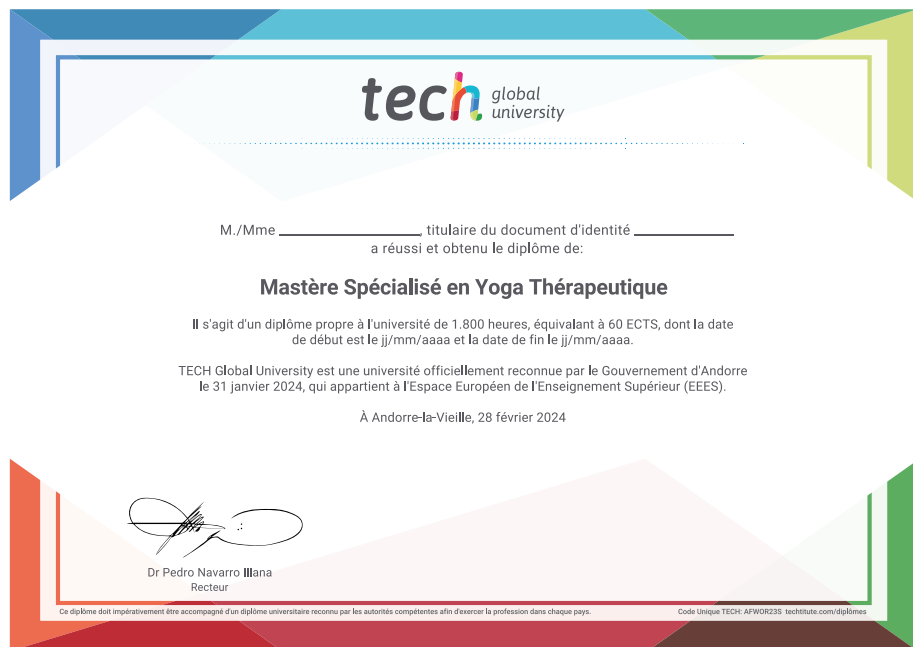 tech global university
M./Mme ____________, titulaire du document d'identité ____________
a réussi et obtenu le diplôme de:
Mastère Spécialisé en Yoga Thérapeutique
Il s'agit d'un diplôme propre à l'université de 1.800 heures, équivalant à 60 ECTS, dont la date
de début est le jj/mm/aaaa et la date de fin le jj/mm/aaaa.
TECH Global University est une université officiellement reconnue par le Gouvernement d'Andorre
le 31 janvier 2024, qui appartient à l'Espace Européen de l'Enseignement Supérieur (EEES).
À Andorre-la-Vieille, 28 février 2024
Dr Pedro Navarro Illana
Recteur
Ce diplôme doit impérativement être accompagné d'un diplôme universitaire reconnu par les autorités compétentes afin d'exercer la profession dans chaque pays.
Code Unique TECH: AFWOR23S techtitute.com/diplômes